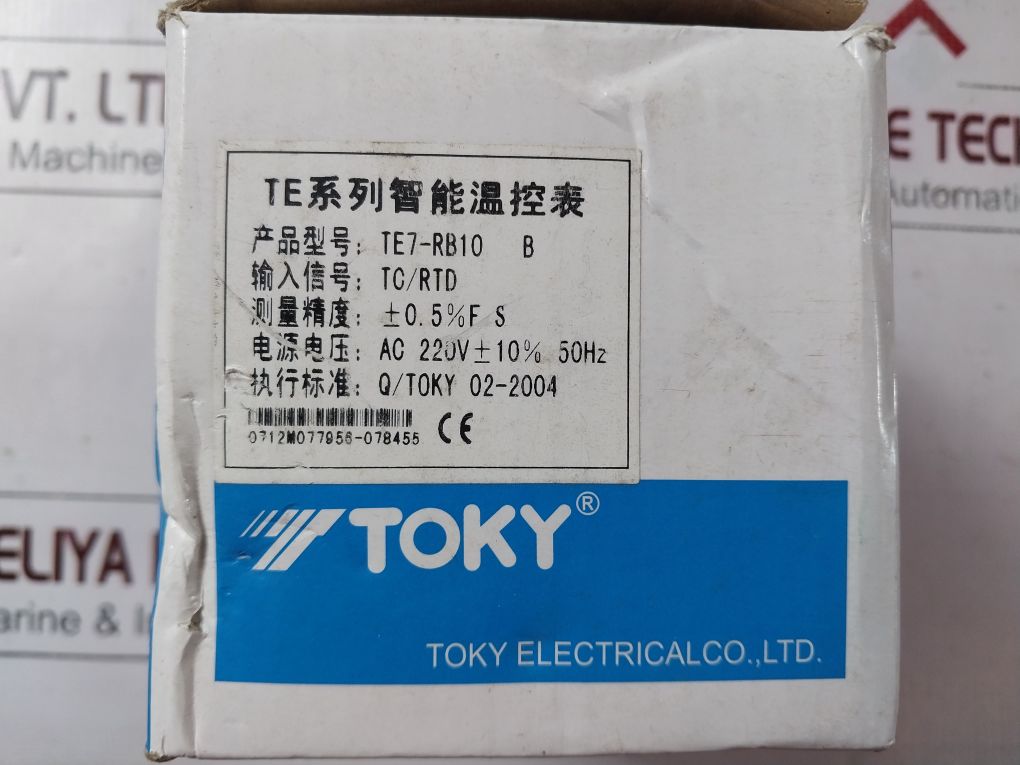 VT. LT
Machine
E TECH
Automati
TE系列智能温控表
产品型号: TE7-RB10 B
输入信号: TC/RTD
测量精度: ±0.5%F S
电源电压: AC 220V±10% 50Hz
执行标准: Q/TOKY 02-2004
0712M077956-078455 CE
TOKY®
TOKY ELECTRICALCO.,LTD.
ELIYA
arine & I